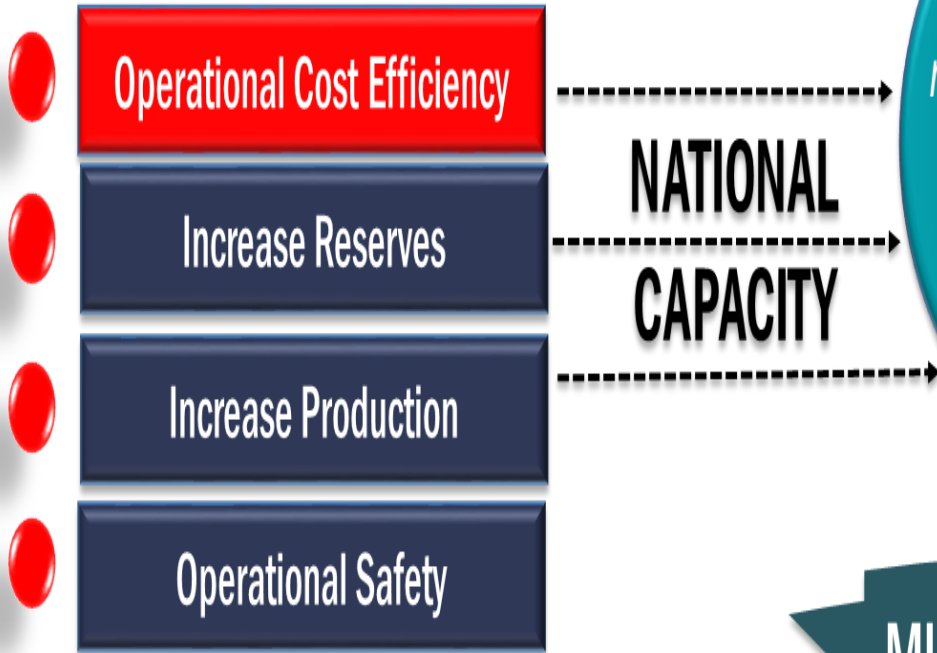 Operational Cost Efficiency
Increase Reserves
Increase Production
Operational Safety
NATIONAL
CAPACITY